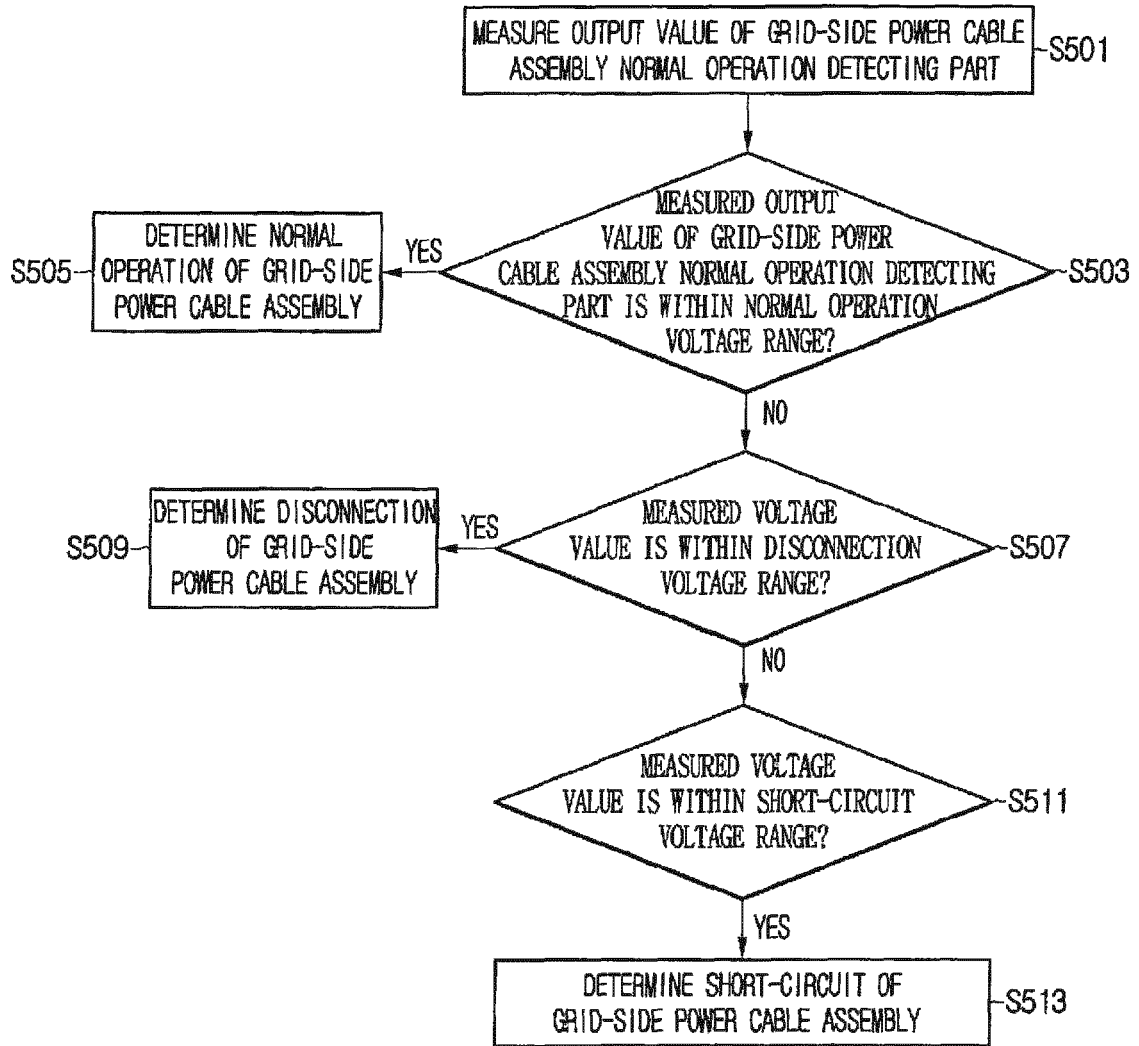 MEASURE OUTPUT VALUE OF GRID-SIDE POWER CABLE
ASSEMBLY NORMAL OPERATION DETECTING PART
S501
MEASURED OUTPUT
VALUE OF GRID-SIDE POWER
CABLE ASSEMBLY NORMAL OPERATION DETECTING
PART IS WITHIN NORMAL OPERATION
VOLTAGE RANGE?
S503
YES
DETERMINE NORMAL
OPERATION OF GRID-SIDE
POWER CABLE ASSEMBLY
S505
NO
MEASURED VOLTAGE
VALUE IS WITHIN DISCONNECTION
VOLTAGE RANGE?
S507
YES
DETERMINE DISCONNECTION
OF GRID-SIDE
POWER CABLE ASSEMBLY
S509
NO
MEASURED VOLTAGE
VALUE IS WITHIN SHORT-CIRCUIT
VOLTAGE RANGE?
S511
YES
DETERMINE SHORT-CIRCUIT OF
GRID-SIDE POWER CABLE ASSEMBLY
S513